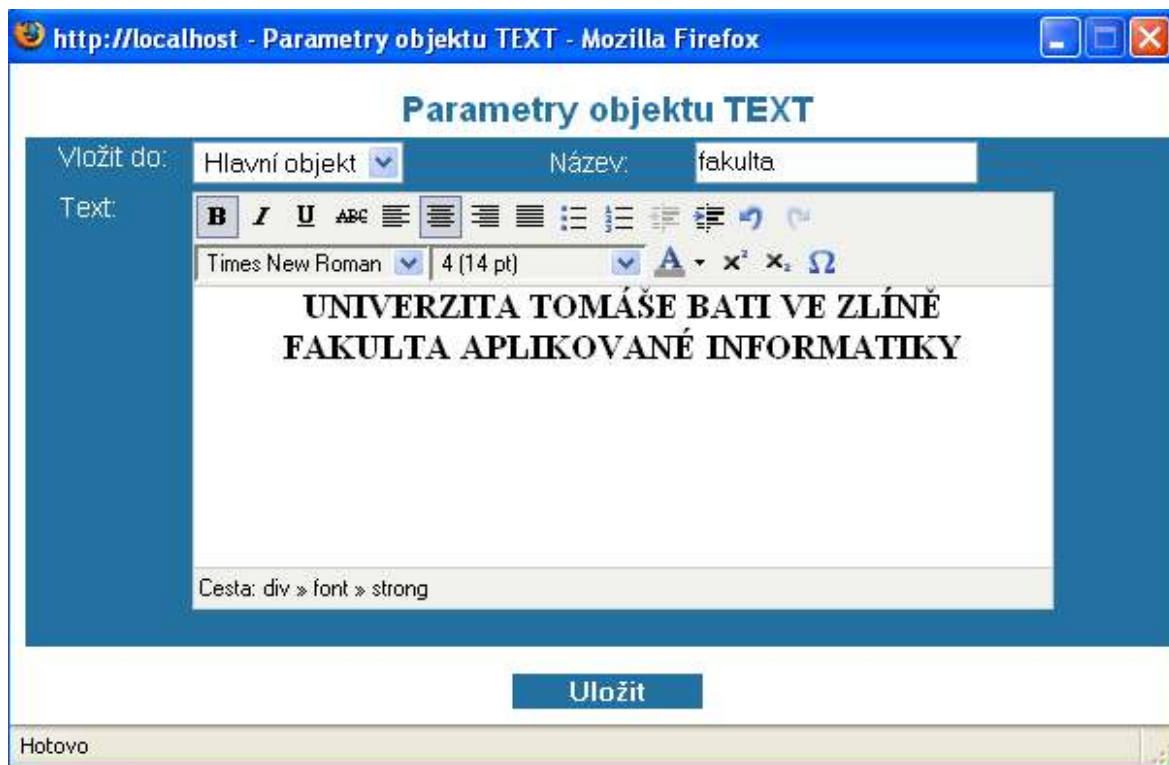 http://localhost - Parametry objektu TEXT - Mozilla Firefox
Parametry objektu TEXT
Vložit do: Hlavní objekt Název: fakulta
Text:
B I U ABC
Times New Roman 4 (14 pt) A x² x₂ Ω
UNIVERZITA TOMÁŠE BATI VE ZLÍNĚ
FAKULTA APLIKOVANÉ INFORMATIKY
Cesta: div » font » strong
Uložit
Hotovo